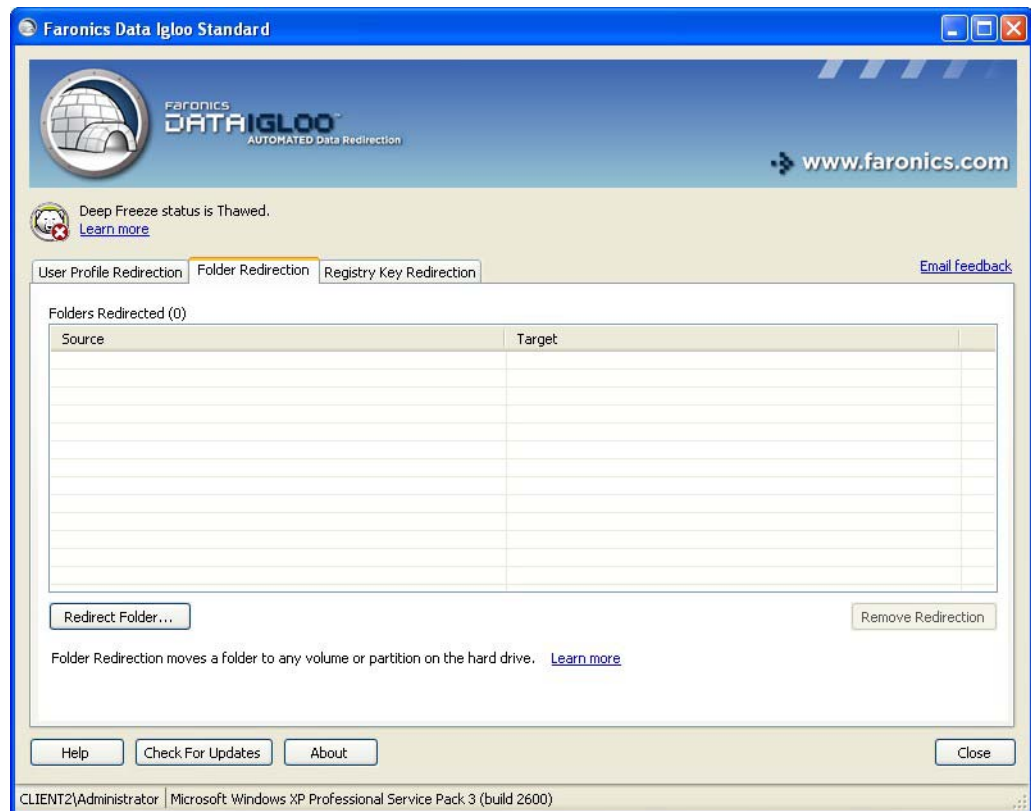 Faronics Data Igloo Standard
Faronics
DATAIGLOO™
AUTOMATED Data Redirection
www.faronics.com
Deep Freeze status is Thawed.
Learn more
User Profile Redirection Folder Redirection Registry Key Redirection Email feedback
Folders Redirected (0)
Source Target
Redirect Folder... Remove Redirection
Folder Redirection moves a folder to any volume or partition on the hard drive. Learn more
Help Check For Updates About Close
CLIENT2\Administrator Microsoft Windows XP Professional Service Pack 3 (build 2600)